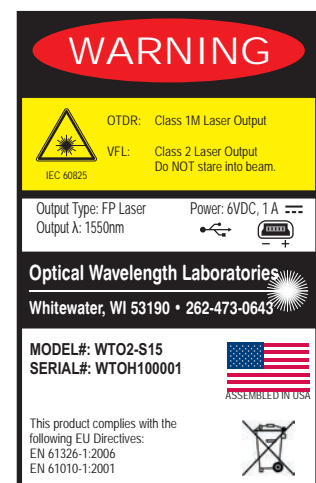 WARNING
OTDR: Class 1M Laser Output
VFL: Class 2 Laser Output
Do NOT stare into beam.
IEC 60825
Output Type: FP Laser Power: 6VDC, 1 A
Output λ: 1550nm
- +
Optical Wavelength Laboratories
Whitewater, WI 53190 • 262-473-0643
MODEL#: WTO2-S15
SERIAL#: WTOH100001
ASSEMBLED IN USA
This product complies with the
following EU Directives:
EN 61326-1:2006
EN 61010-1:2001